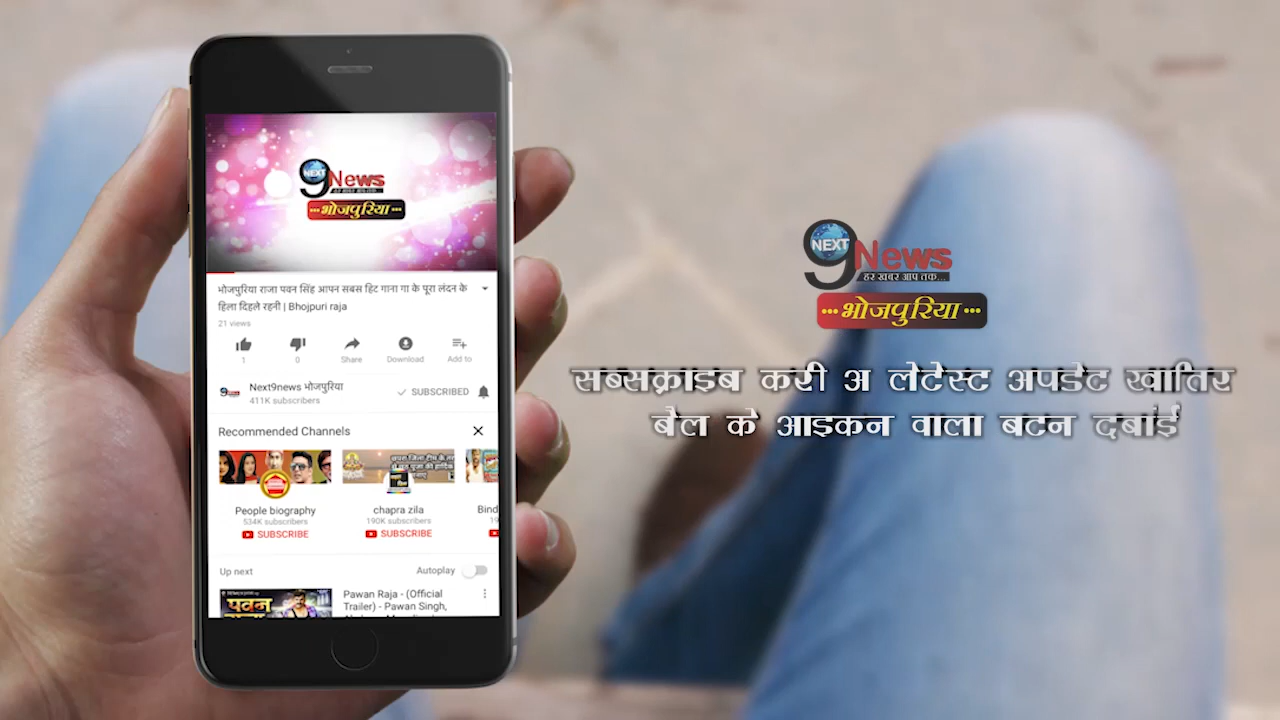 NEXT
9 News
हर खबर आप तक...
भोजपुरिया
भोजपुरिया राजा पवन सिंह आपन सबस हिट गाना गा के पूरा लंदन के
हिला दिहले रहनी | Bhojpuri raja
21 views
1
0
Share
Download
Add to
Next9news भोजपुरिया
411K subscribers
SUBSCRIBED
Recommended Channels
People biography
534K subscribers
SUBSCRIBE
chapra zila
190K subscribers
SUBSCRIBE
Bind
19
Up next
Autoplay
पवन
Pawan Raja - (Official
Trailer) - Pawan Singh,
NEXT
9 News
हर खबर आप तक...
भोजपुरिया
सब्सक्राइब करी अ लेटेस्ट अपडेट खातिर
बेल के आइकन वाला बटन दबाई